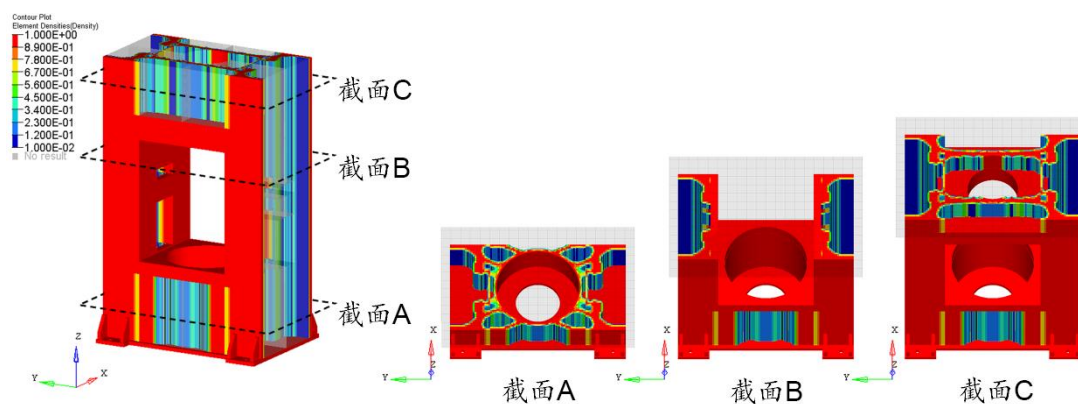 Contour Plot
Element Densities(Density)
1.000E+00
8.900E-01
7.800E-01
6.700E-01
5.600E-01
4.500E-01
3.400E-01
2.300E-01
1.200E-01
1.000E-02
No result
截面C
截面B
截面A
Z
Y
X
X
Z
Y
截面A
X
Z
Y
截面B
X
Z
Y
截面C